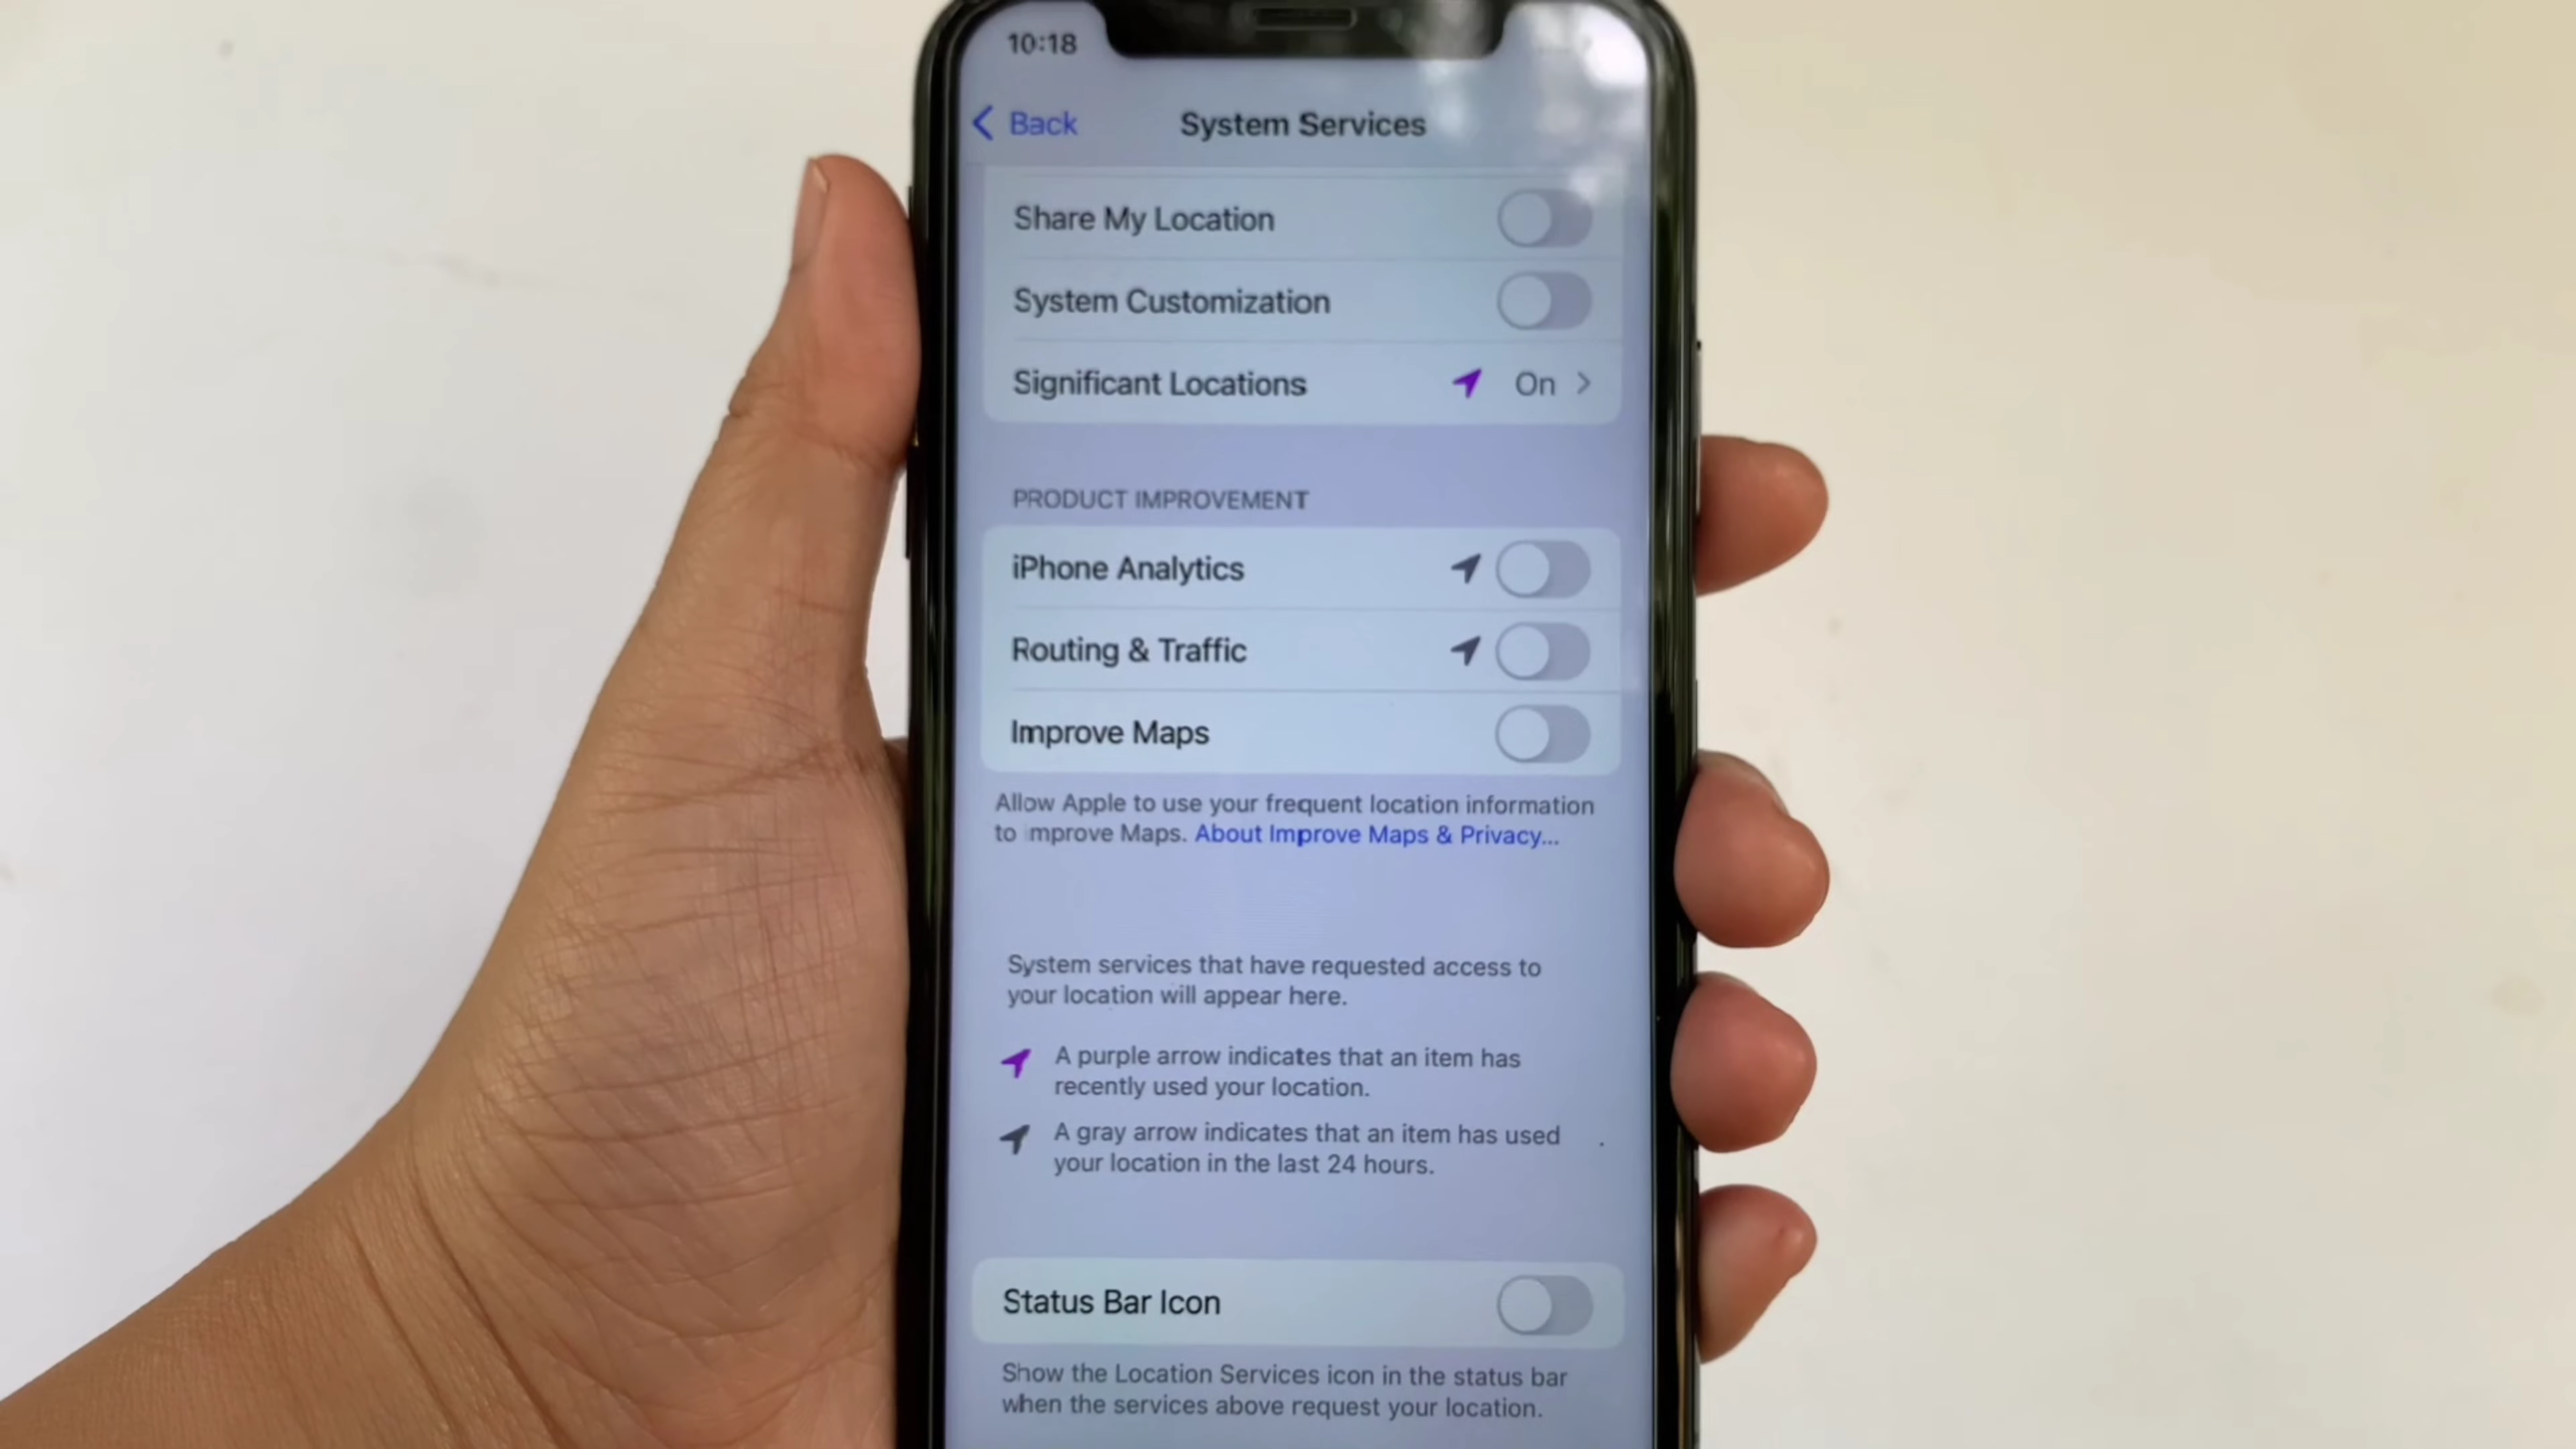 10:18
Back
System Services
Share My Location
System Customization
Significant Locations On
PRODUCT IMPROVEMENT
iPhone Analytics
Routing & Traffic
Improve Maps
Allow Apple to use your frequent location information
to improve Maps. About Improve Maps & Privacy...
System services that have requested access to
your location will appear here.
A purple arrow indicates that an item has
recently used your location.
A gray arrow indicates that an item has used
your location in the last 24 hours.
Status Bar Icon
Show the Location Services icon in the status bar
when the services above request your location.